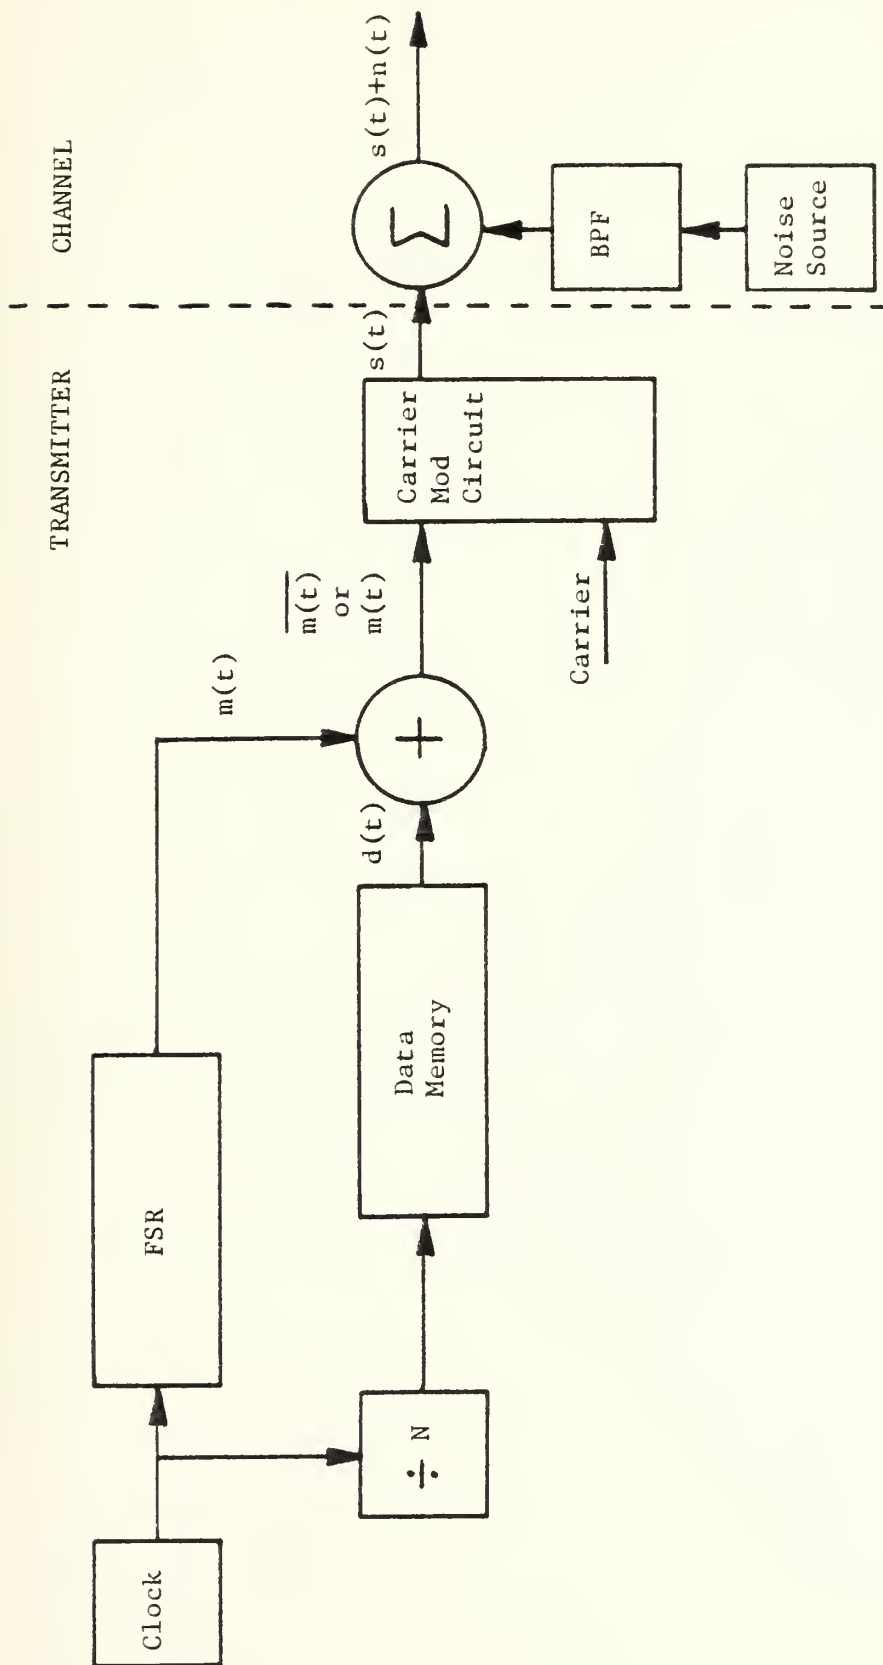 TRANSMITTER
CHANNEL
Clock
FSR
m(t)
÷ N
Data
Memory
d(t)
+
m(t)
or
m(t)
Carrier
Carrier
Mod
Circuit
s(t)
Σ
s(t)+n(t)
BPF
Noise
Source